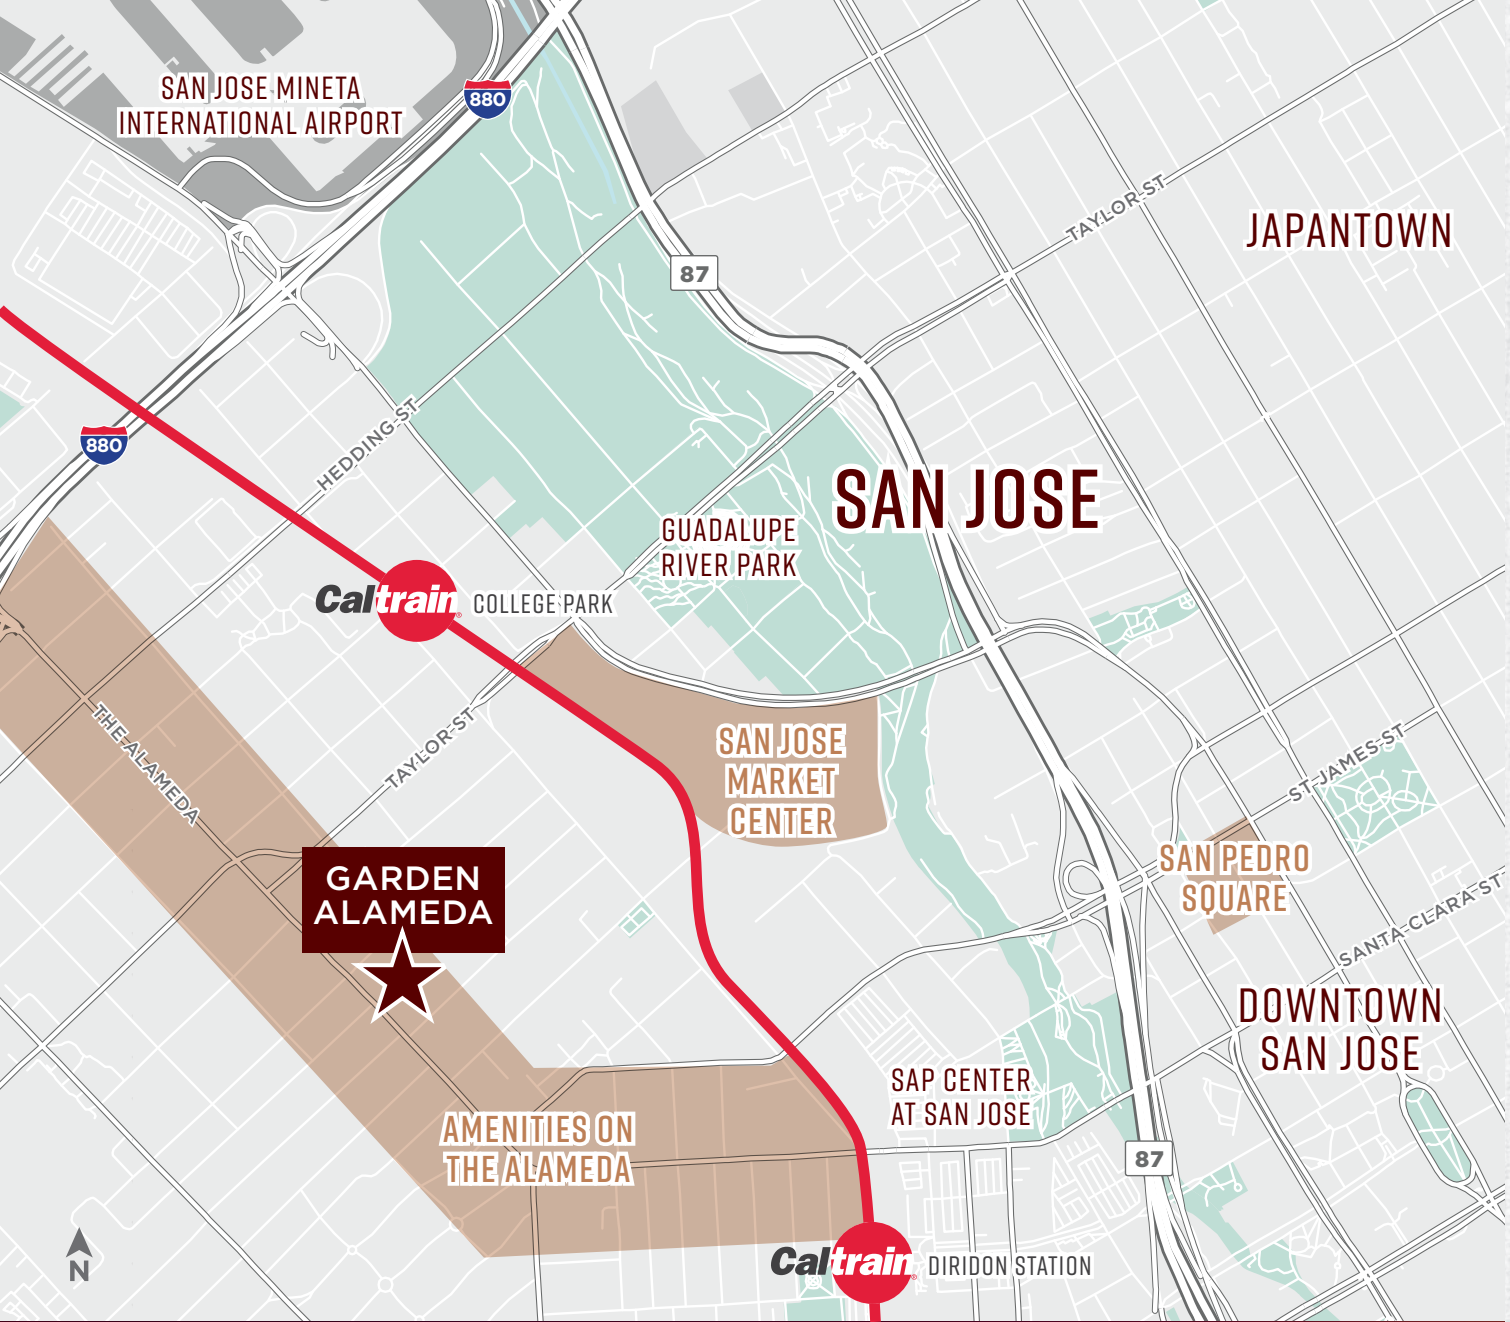 SAN JOSE MINETA
INTERNATIONAL AIRPORT
880
TAYLOR ST
JAPANTOWN
87
HEDDING ST
880
SAN JOSE
GUADALUPE
RIVER PARK
Caltrain®
COLLEGE PARK
THE ALAMEDA
TAYLOR ST
SAN JOSE
MARKET
CENTER
ST JAMES ST
SAN PEDRO
SQUARE
GARDEN
ALAMEDA
SANTA CLARA ST
DOWNTOWN
SAN JOSE
SAP CENTER
AT SAN JOSE
AMENITIES ON
THE ALAMEDA
87
N
Caltrain®
DIRIDON STATION